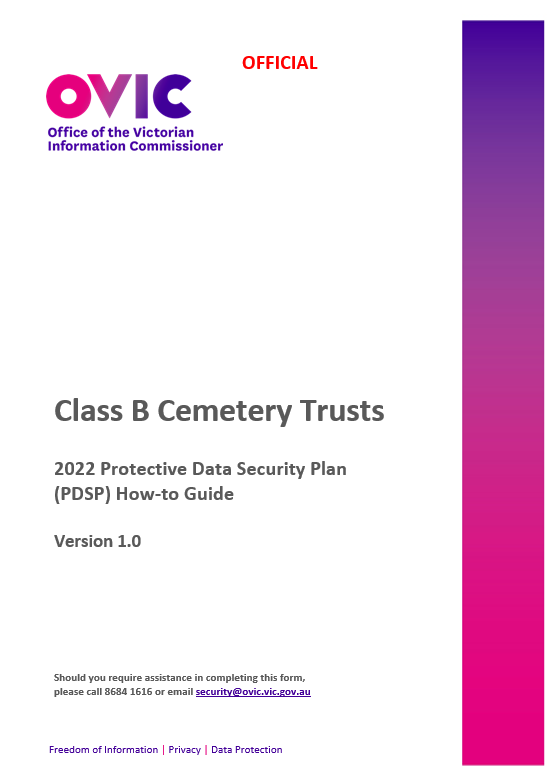 OFFICIAL
OVIC
Office of the Victorian
Information Commissioner
Class B Cemetery Trusts
2022 Protective Data Security Plan
(PDSP) How-to Guide
Version 1.0
Should you require assistance in completing this form,
please call 8684 1616 or email security@ovic.vic.gov.au
Freedom of Information | Privacy | Data Protection